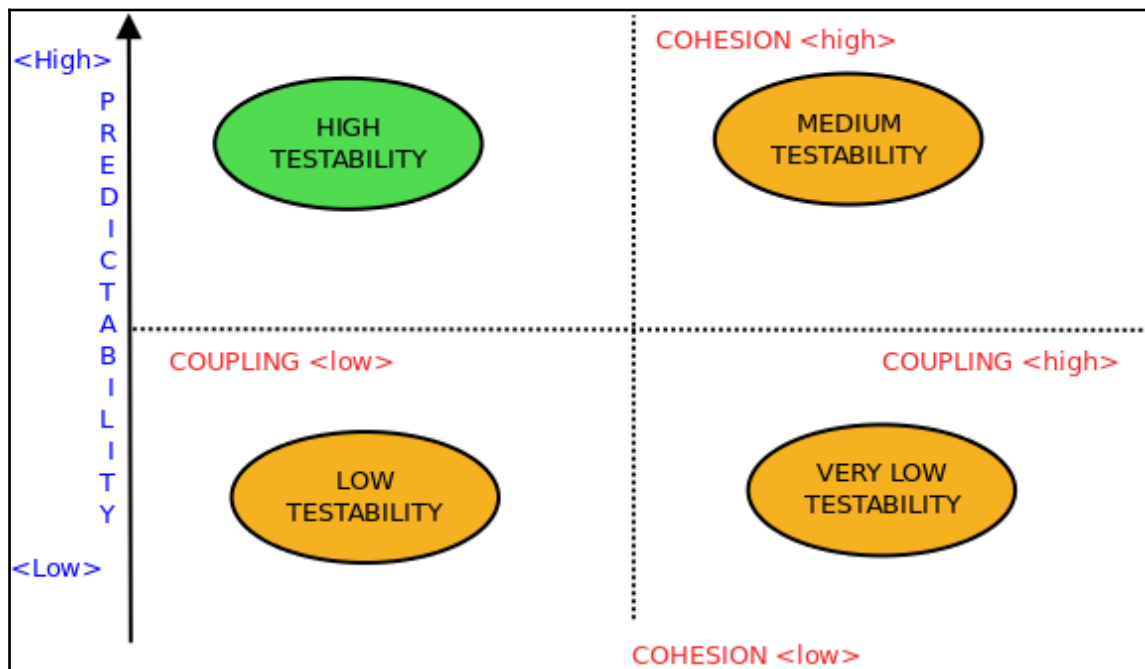 <High>
PREDICTABILITY
<Low>
COHESION <high>
HIGH
TESTABILITY
MEDIUM
TESTABILITY
COUPLING <low>
COUPLING <high>
LOW
TESTABILITY
VERY LOW
TESTABILITY
COHESION <low>